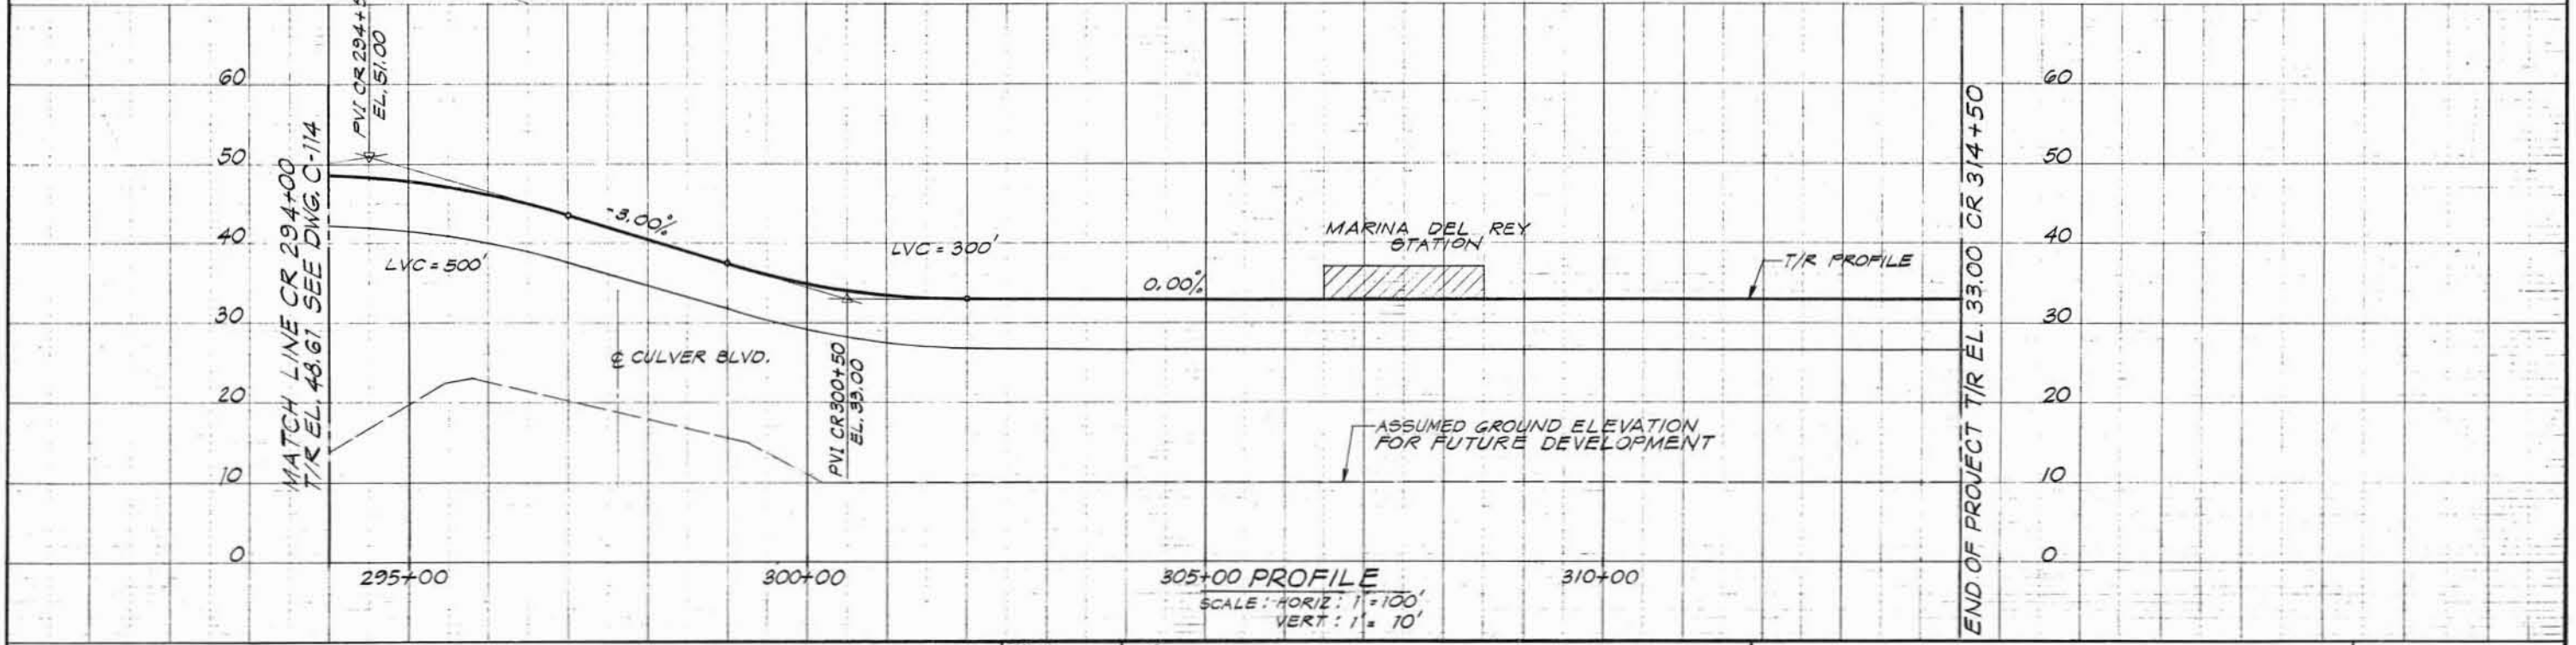 PVI CR 294+5
EL. 51.00
60
50
40
30
20
10
0
MATCH LINE CR 294+00
T/R EL. 48.61 SEE DWG. C-114
-3.00%
LVC = 500'
℄ CULVER BLVD.
LVC = 300'
PVI CR 300+50
EL. 33.00
0.00%
MARINA DEL REY
STATION
T/R PROFILE
ASSUMED GROUND ELEVATION
FOR FUTURE DEVELOPMENT
END OF PROJECT T/R EL. 33.00 CR 314+50
60
50
40
30
20
10
0
295+00
300+00
305+00
310+00
PROFILE
SCALE: HORIZ: 1"=100'
VERT: 1"= 10'